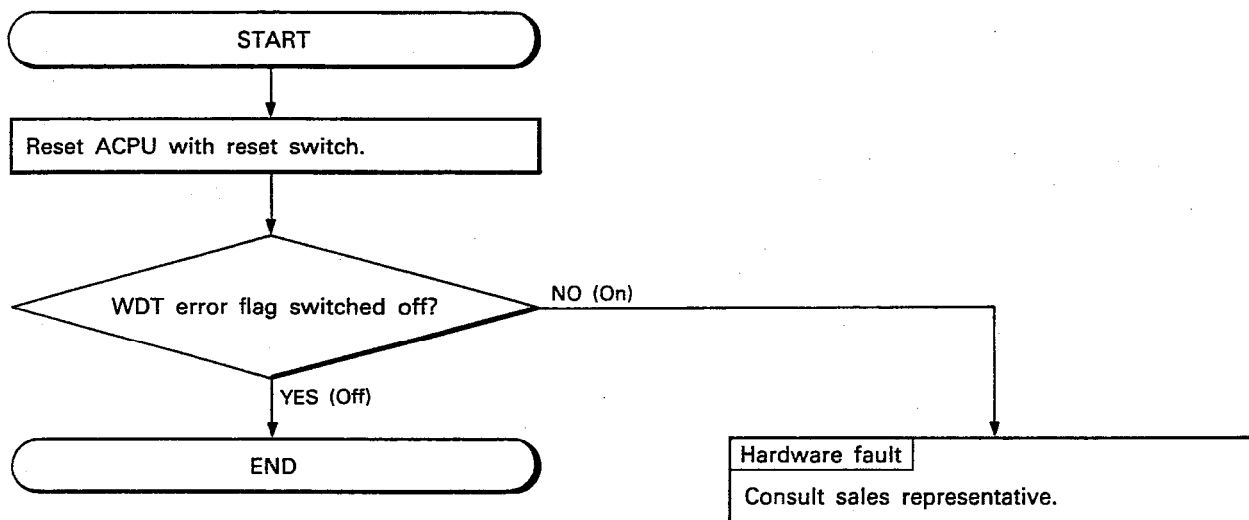 START
Reset ACPU with reset switch.
WDT error flag switched off?
NO (On)
YES (Off)
END
Hardware fault
Consult sales representative.